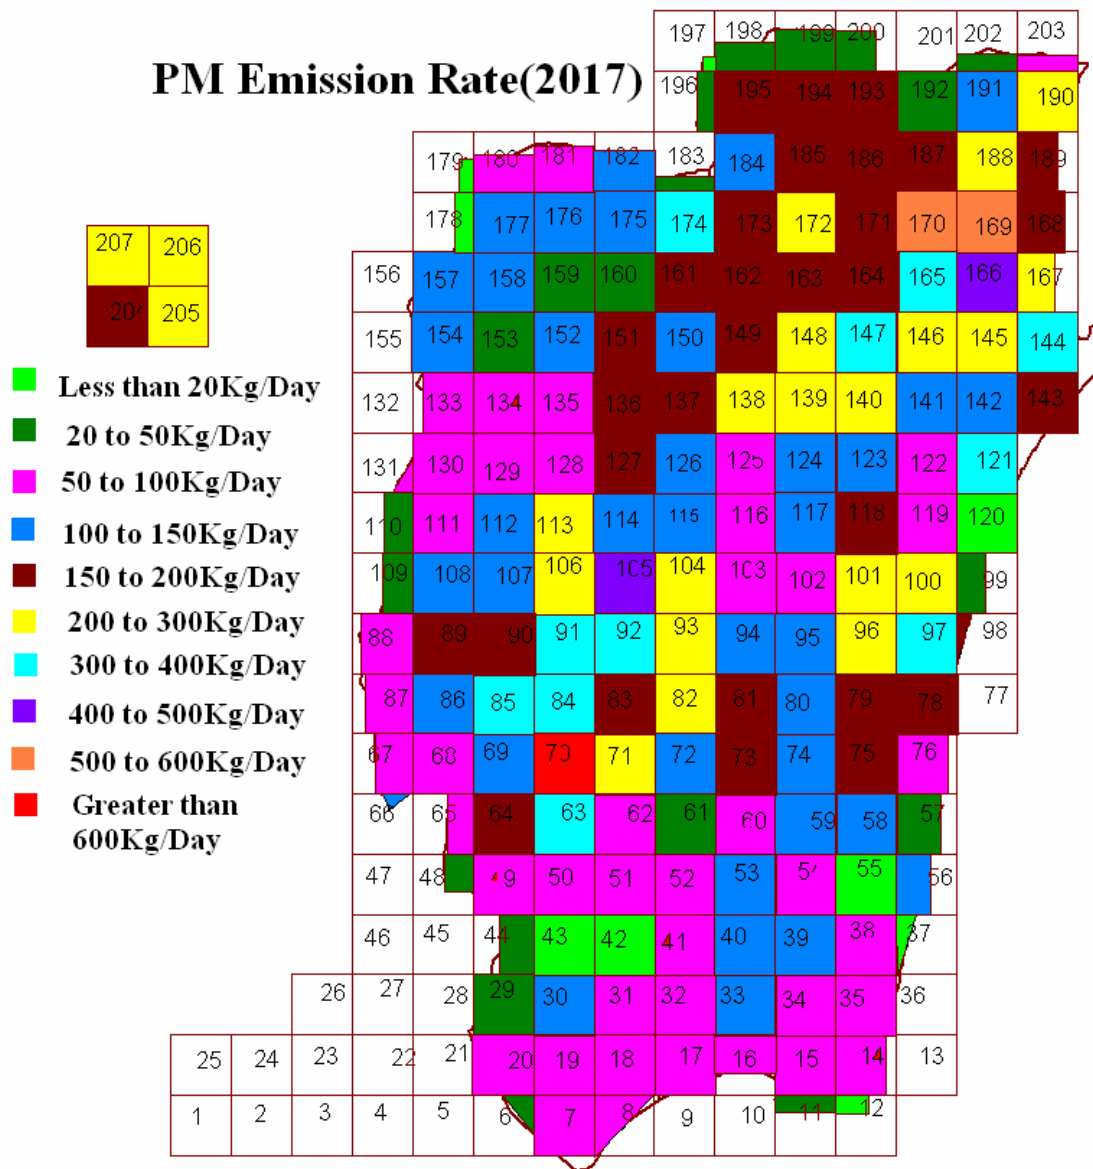 197 198 199 200 201 202 203
PM Emission Rate(2017)
196 195 194 193 192 191 190
179 180 181 182 183 184 185 186 187 188 189
178 177 176 175 174 173 172 171 170 169 168
207 206
156 157 158 159 160 161 162 163 164 165 166 167
205
155 154 153 152 151 150 149 148 147 146 145 144
Less than 20Kg/Day
132 133 134 135 136 137 138 139 140 141 142 143
20 to 50Kg/Day
131 130 129 128 127 126 125 124 123 122 121
50 to 100Kg/Day
110 111 112 113 114 115 116 117 118 119 120
100 to 150Kg/Day
109 108 107 106 105 104 103 102 101 100 99
150 to 200Kg/Day
200 to 300Kg/Day
88 89 90 91 92 93 94 95 96 97 98
300 to 400Kg/Day
87 86 85 84 83 82 81 80 79 78 77
400 to 500Kg/Day
67 68 69 70 71 72 73 74 75 76
500 to 600Kg/Day
66 65 64 63 62 61 60 59 58 57
Greater than
600Kg/Day
47 48 49 50 51 52 53 55 56
46 45 44 43 42 41 40 39 38 37
26 27 28 29 30 31 32 33 34 35 36
25 24 23 22 21 20 19 18 17 16 15 14 13
1 2 3 4 5 6 7 8 9 10 11 12